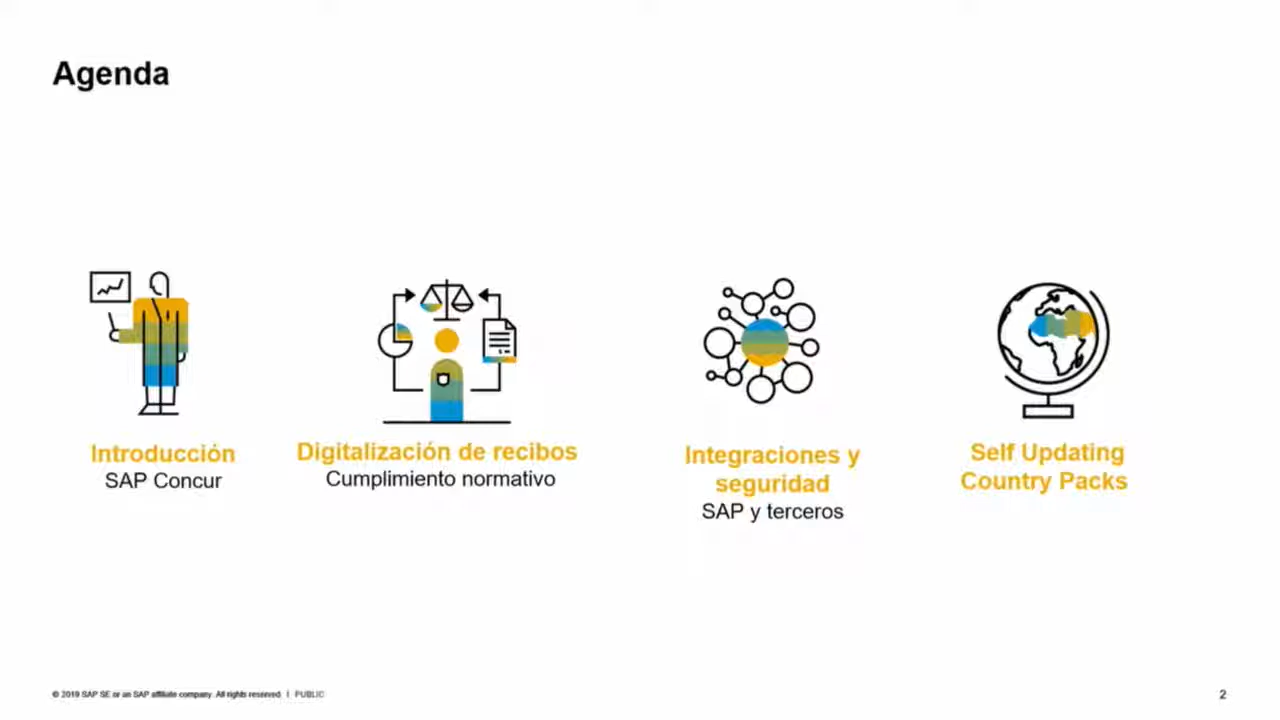 Agenda
Introducción
SAP Concur
Digitalización de recibos
Cumplimiento normativo
Integraciones y
seguridad
SAP y terceros
Self Updating
Country Packs
© 2019 SAP SE or an SAP affiliate company. All rights reserved. | PUBLIC
2